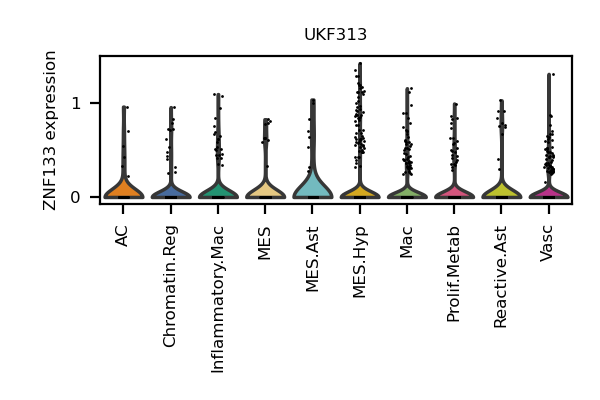 UKF313
ZNF133 expression
1
0
AC
Chromatin.Reg
Inflammatory.Mac
MES
MES.Ast
MES.Hyp
Mac
Prolif.Metab
Reactive.Ast
Vasc